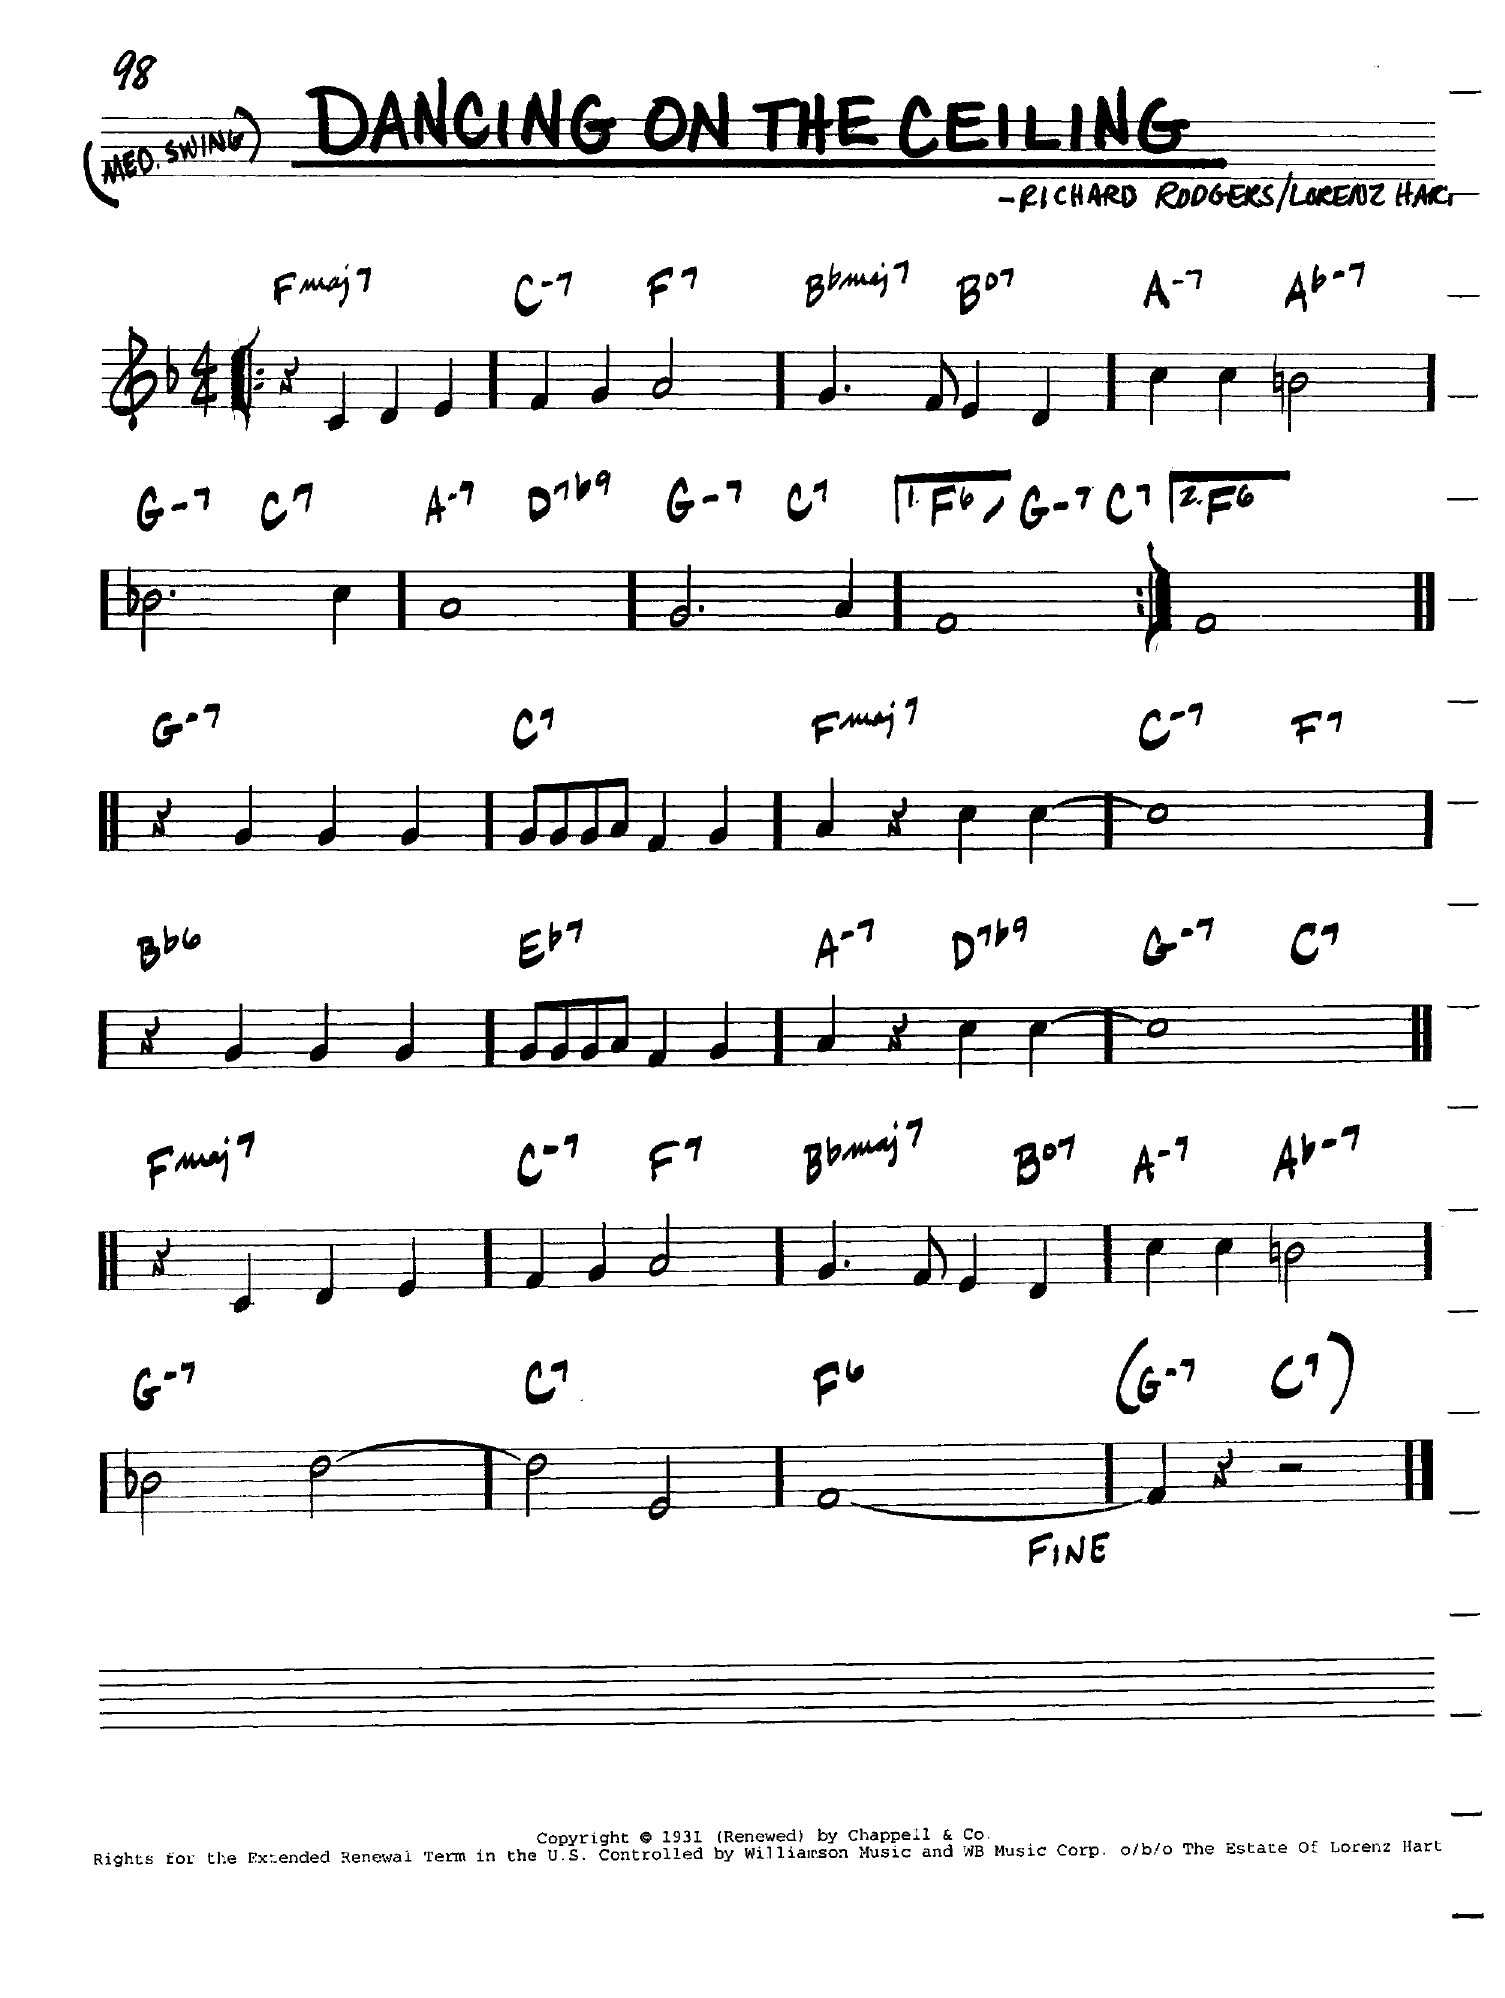 98
(MED. SWING) DANCING ON THE CEILING
-RICHARD RODGERS/LORENZ HART
Fmaj7 C-7 F7 Bbmaj7 Bo7 A-7 Ab-7
4/4
G-7 C7 A-7 D7b9 G-7 C7 1. F6 / G-7 C7 2. F6
G-7 C7 Fmaj7 C-7 F7
Bb6 Eb7 A-7 D7b9 G-7 C7
Fmaj7 C-7 F7 Bbmaj7 Bo7 A-7 Ab-7
G-7 C7 F6 (G-7 C7)
FINE
Copyright © 1931 (Renewed) by Chappell & Co.
Rights for the Extended Renewal Term in the U.S. Controlled by Williamson Music and WB Music Corp. o/b/o The Estate Of Lorenz Hart